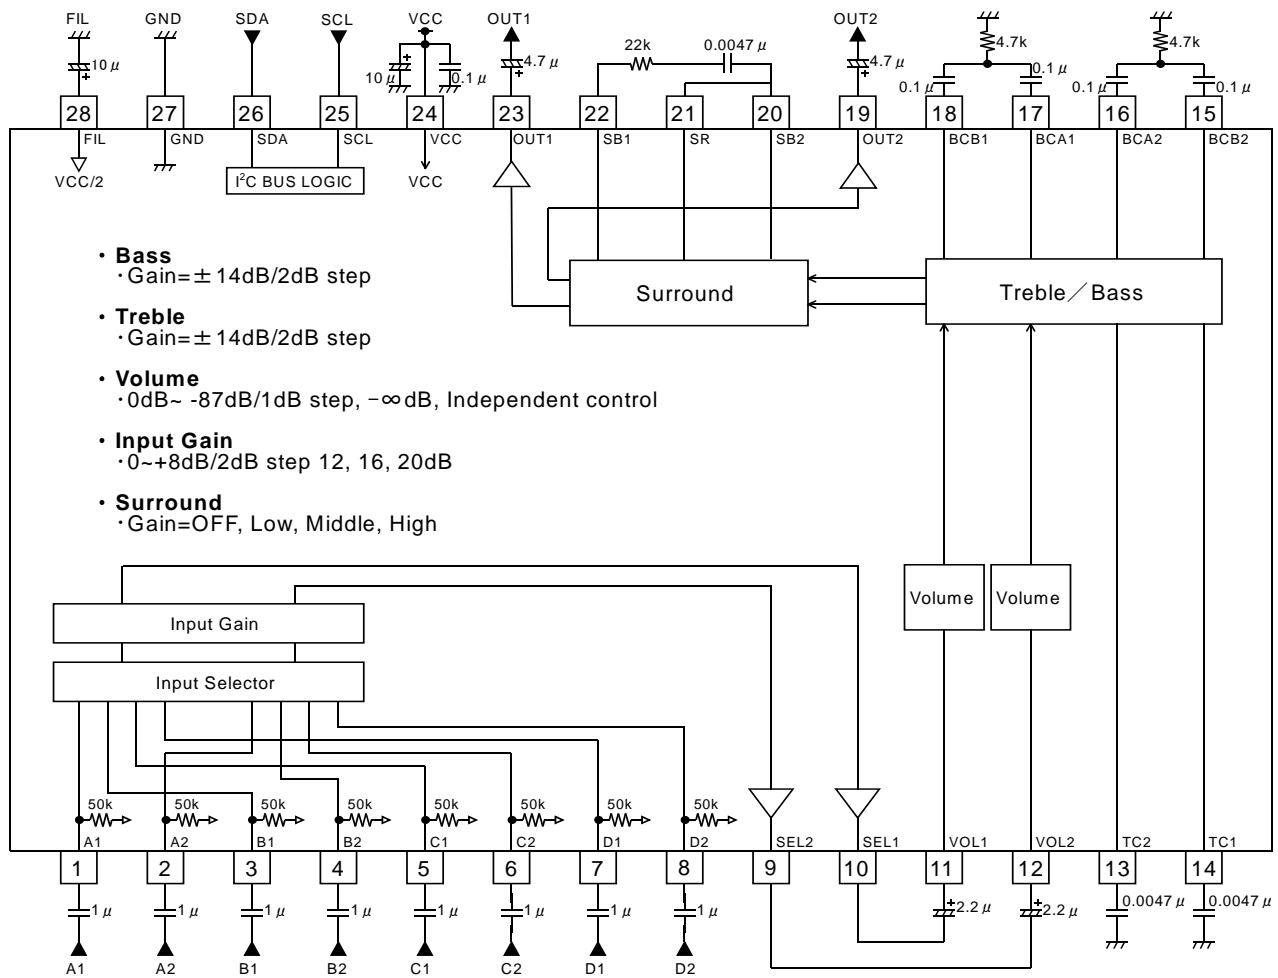 FIL GND SDA SCL VCC OUT1 OUT2
22k 0.0047μ 4.7k 4.7k
10μ 10μ 0.1μ 4.7μ 4.7μ 0.1μ 0.1μ 0.1μ 0.1μ
28 27 26 25 24 23 22 21 20 19 18 17 16 15
FIL GND SDA SCL VCC OUT1 SB1 SR SB2 OUT2 BCB1 BCA1 BCA2 BCB2
VCC/2 I²C BUS LOGIC VCC
・Bass
・Gain=±14dB/2dB step
Surround Treble／Bass
・Treble
・Gain=±14dB/2dB step
・Volume
・0dB~ -87dB/1dB step, −∞dB, Independent control
・Input Gain
・0~+8dB/2dB step 12, 16, 20dB
・Surround
・Gain=OFF, Low, Middle, High
Volume Volume
Input Gain
Input Selector
50k 50k 50k 50k 50k 50k 50k 50k
A1 A2 B1 B2 C1 C2 D1 D2 SEL2 SEL1 VOL1 VOL2 TC2 TC1
1 2 3 4 5 6 7 8 9 10 11 12 13 14
1μ 1μ 1μ 1μ 1μ 1μ 1μ 1μ 2.2μ 2.2μ 0.0047μ 0.0047μ
A1 A2 B1 B2 C1 C2 D1 D2